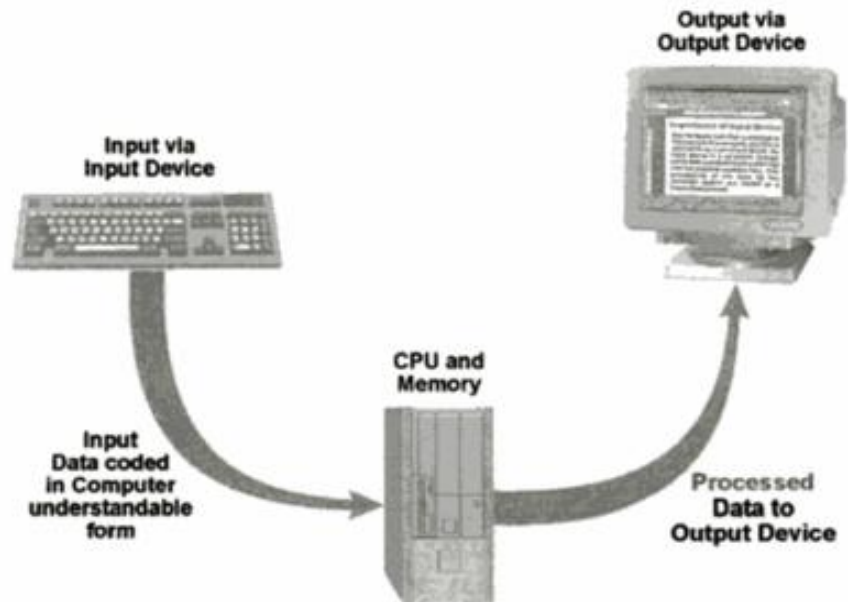 Output via
Output Device
Input via
Input Device
CPU and
Memory
Input
Data coded
in Computer
understandable
form
Processed
Data to
Output Device